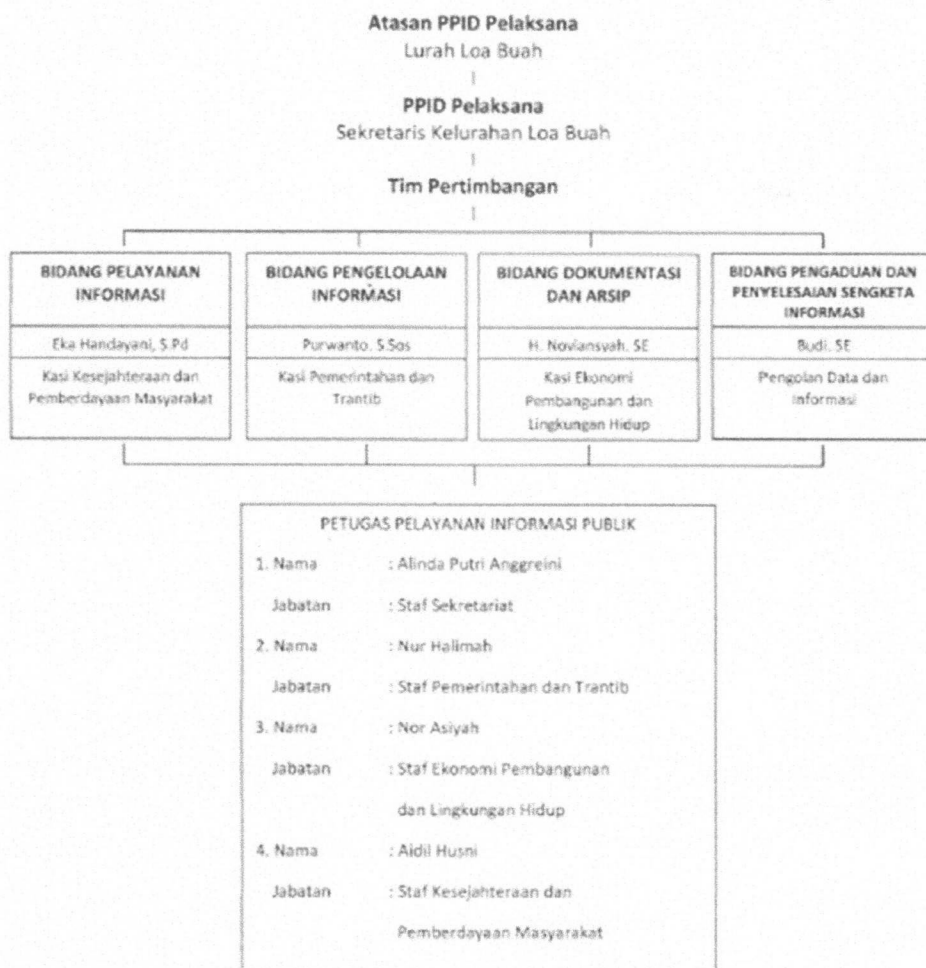 Atasan PPID Pelaksana
Lurah Loa Buah
PPID Pelaksana
Sekretaris Kelurahan Loa Buah
Tim Pertimbangan
BIDANG PELAYANAN
INFORMASI
Eka Handayani, S.Pd
Kasi Kesejahteraan dan
Pemberdayaan Masyarakat
BIDANG PENGELOLAAN
INFORMASI
Purwanto. S.Sos
Kasi Pemerintahan dan
Trantib
BIDANG DOKUMENTASI
DAN ARSIP
H. Noviansyah. SE
Kasi Ekonomi
Pembangunan dan
Lingkungan Hidup
BIDANG PENGADUAN DAN
PENYELESAIAN SENGKETA
INFORMASI
Budi. SE
Pengolan Data dan
Informasi
PETUGAS PELAYANAN INFORMASI PUBLIK
1. Nama : Alinda Putri Anggreini
Jabatan : Staf Sekretariat
2. Nama : Nur Halimah
Jabatan : Staf Pemerintahan dan Trantib
3. Nama : Nor Asiyah
Jabatan : Staf Ekonomi Pembangunan
dan Lingkungan Hidup
4. Nama : Aidil Husni
Jabatan : Staf Kesejahteraan dan
Pemberdayaan Masyarakat